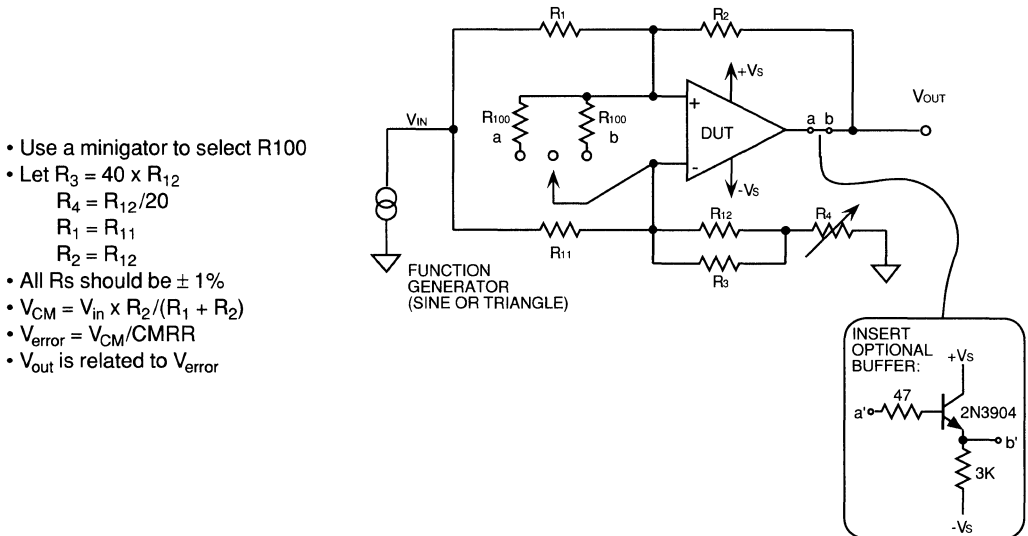 • Use a minigator to select R100
• Let R3 = 40 x R12
R4 = R12/20
R1 = R11
R2 = R12
• All Rs should be ± 1%
• VCM = Vin x R2/(R1 + R2)
• Verror = VCM/CMRR
• Vout is related to Verror
R1
R2
+Vs
VIN
R100
a
R100
b
+
DUT
-
a b
VOUT
-Vs
R12
R4
R11
R3
FUNCTION
GENERATOR
(SINE OR TRIANGLE)
INSERT
OPTIONAL
BUFFER:
+Vs
47
a'
2N3904
b'
3K
-Vs